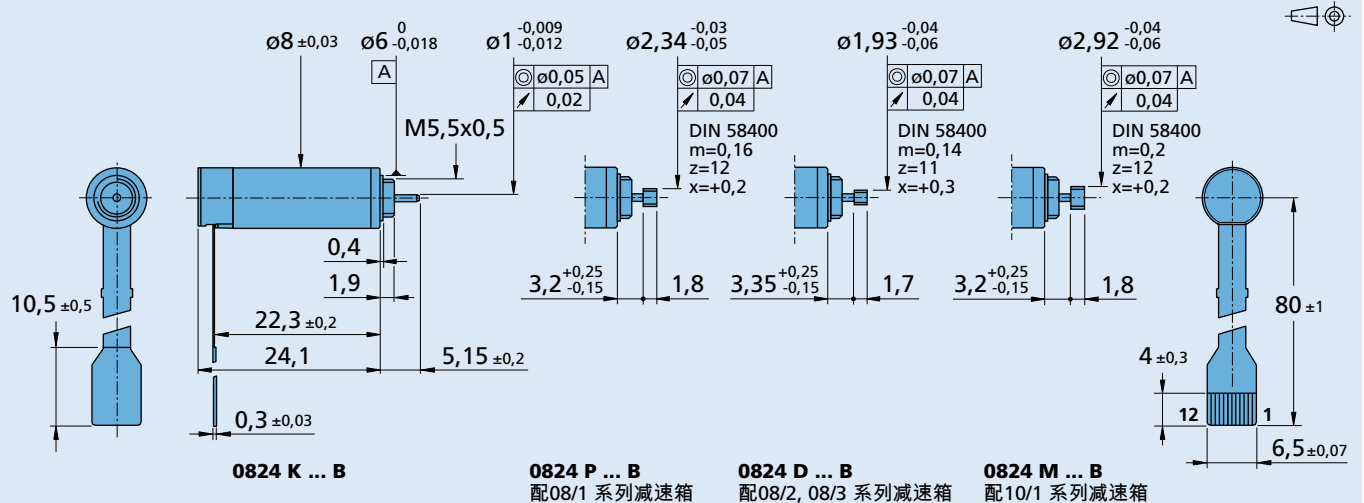 ø8 ±0,03
ø6 0 -0,018
A
ø1 -0,009 -0,012
ø0,05 A
0,02
M5,5x0,5
ø2,34 -0,03 -0,05
ø0,07 A
0,04
DIN 58400
m=0,16
z=12
x=+0,2
ø1,93 -0,04 -0,06
ø0,07 A
0,04
DIN 58400
m=0,14
z=11
x=+0,3
ø2,92 -0,04 -0,06
ø0,07 A
0,04
DIN 58400
m=0,2
z=12
x=+0,2
10,5 ±0,5
0,4
1,9
22,3 ±0,2
24,1
5,15 ±0,2
0,3 ±0,03
3,2 +0,25 -0,15
1,8
3,35 +0,25 -0,15
1,7
3,2 +0,25 -0,15
1,8
80 ±1
4 ±0,3
12
1
6,5 ±0,07
0824 K ... B
0824 P ... B
配08/1 系列减速箱
0824 D ... B
配08/2, 08/3 系列减速箱
0824 M ... B
配10/1 系列减速箱